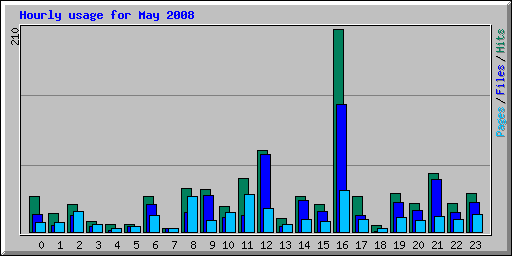 Hourly usage for May 2008
210
Pages / Files / Hits
0 1 2 3 4 5 6 7 8 9 10 11 12 13 14 15 16 17 18 19 20 21 22 23